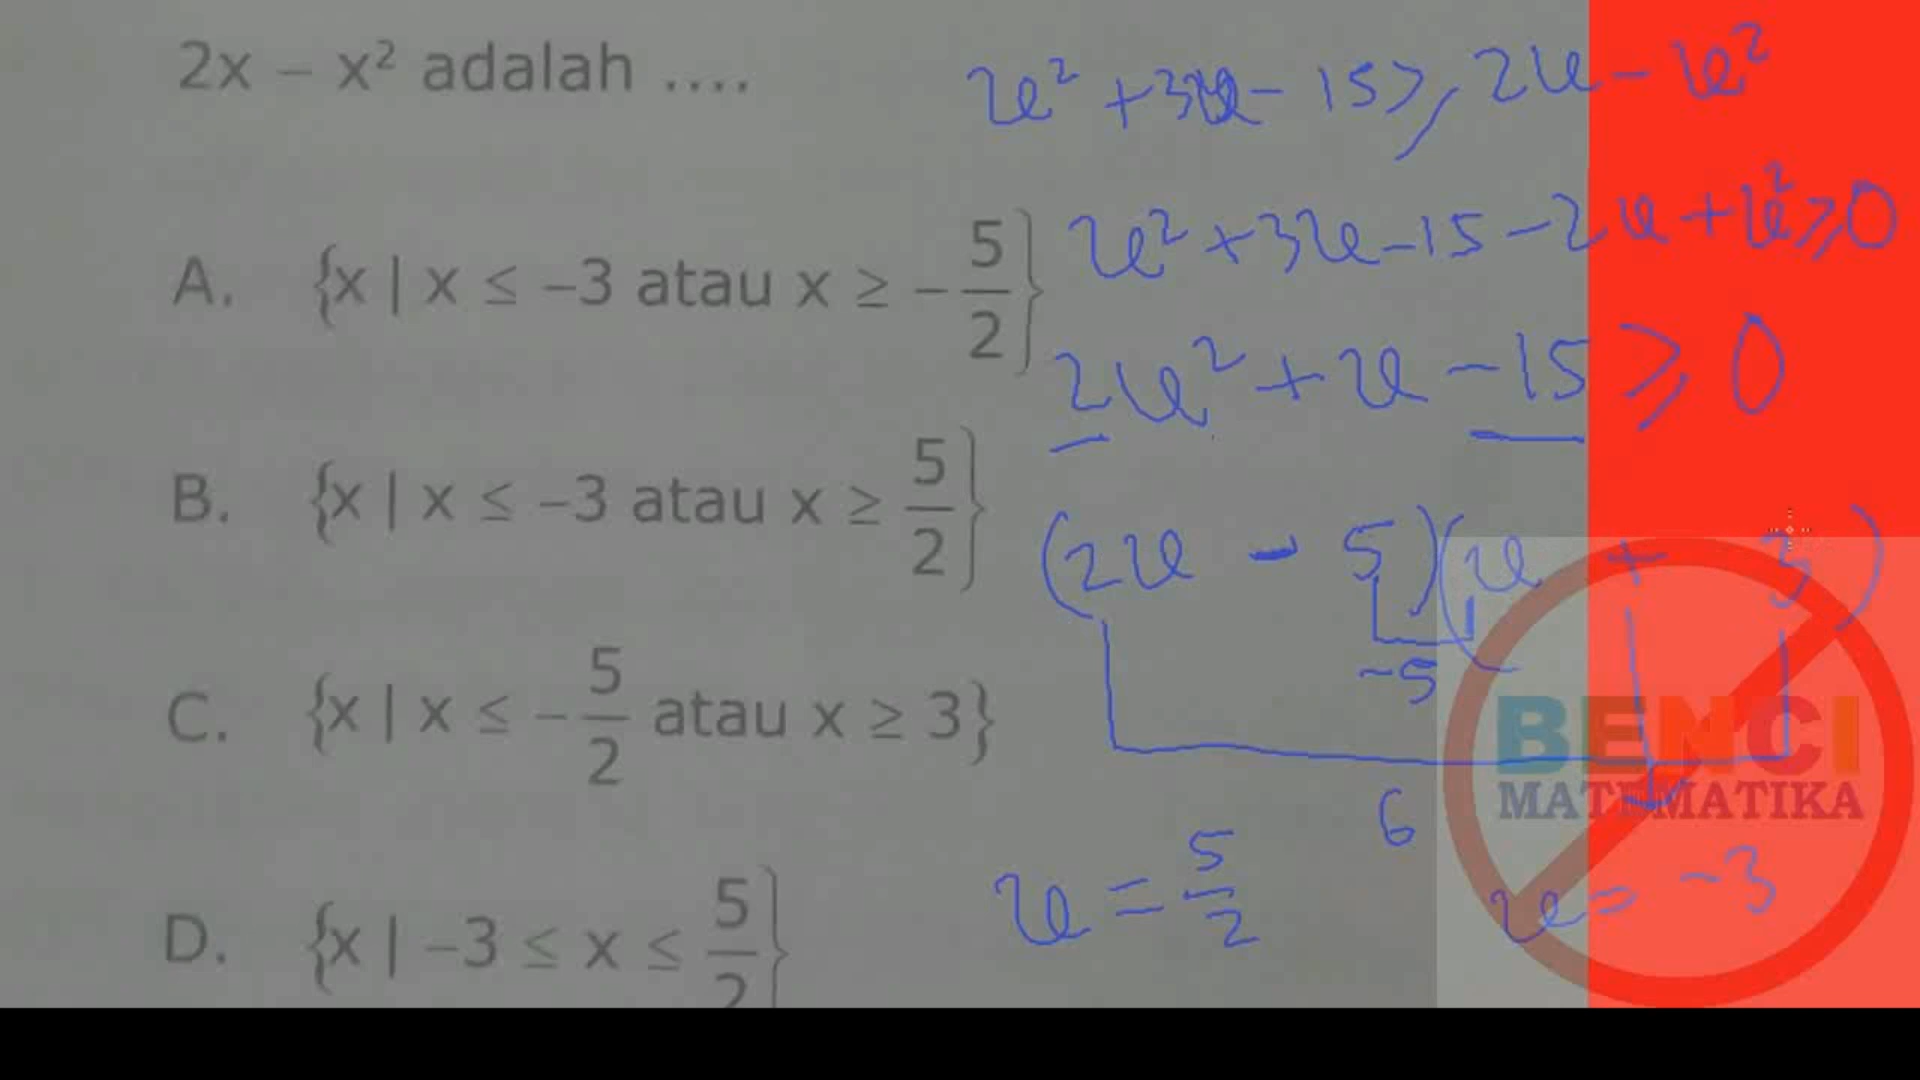 2x – x² adalah ....
A. {x | x ≤ –3 atau x ≥ –5/2}
B. {x | x ≤ –3 atau x ≥ 5/2}
C. {x | x ≤ –5/2 atau x ≥ 3}
D. {x | –3 ≤ x ≤ 5/2}
x² + 3x - 15 ≥ 2x - x²
x² + 3x - 15 - 2x + x² ≥ 0
2x² + x - 15 ≥ 0
(2x - 5)(x + 3)
-5
6
x = 5/2
x = -3
BENCI
MATEMATIKA